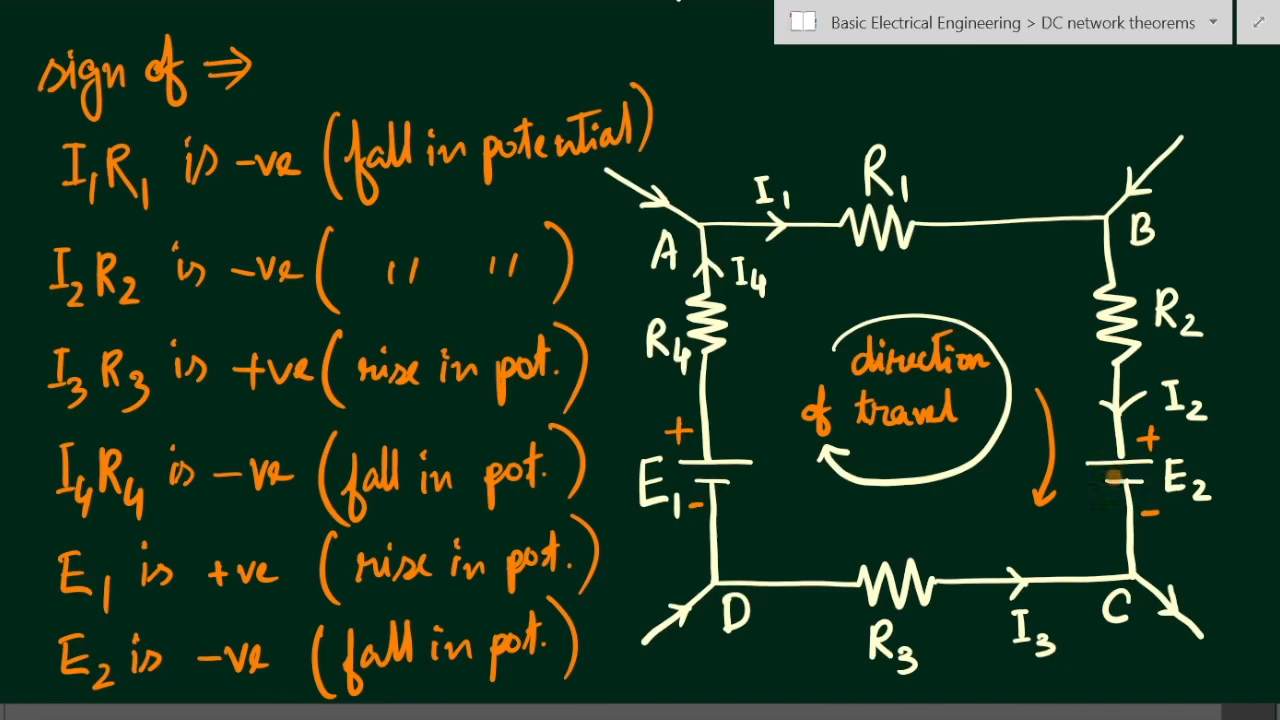 Basic Electrical Engineering > DC network theorems
sign of ⇒
I₁R₁ is -ve (fall in potential)
I₂R₂ is -ve ( " " )
I₃R₃ is +ve (rise in pot.)
I₄R₄ is -ve (fall in pot.)
E₁ is +ve (rise in pot.)
E₂ is -ve (fall in pot.)
I₁
R₁
A
B
I₄
R₄
R₂
direction
of travel
I₂
+
+
E₁
E₂
-
-
D
C
R₃
I₃